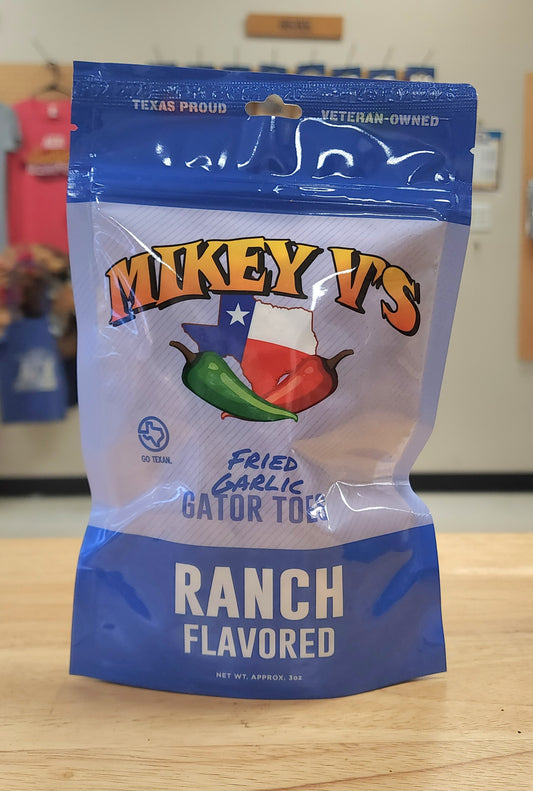 TEXAS PROUD
VETERAN-OWNED
MIKEY V'S
GO TEXAN.
FRIED
GARLIC
GATOR TOES
RANCH
FLAVORED
NET WT. APPROX. 3oz